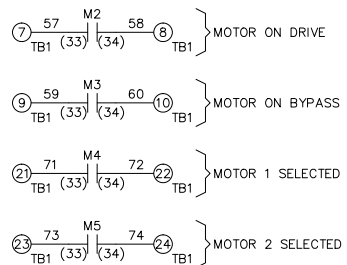 M2
7 57 58 8 MOTOR ON DRIVE
TB1 (33) (34) TB1
M3
9 59 60 10 MOTOR ON BYPASS
TB1 (33) (34) TB1
M4
21 71 72 22 MOTOR 1 SELECTED
TB1 (33) (34) TB1
M5
23 73 74 24 MOTOR 2 SELECTED
TB1 (33) (34) TB1